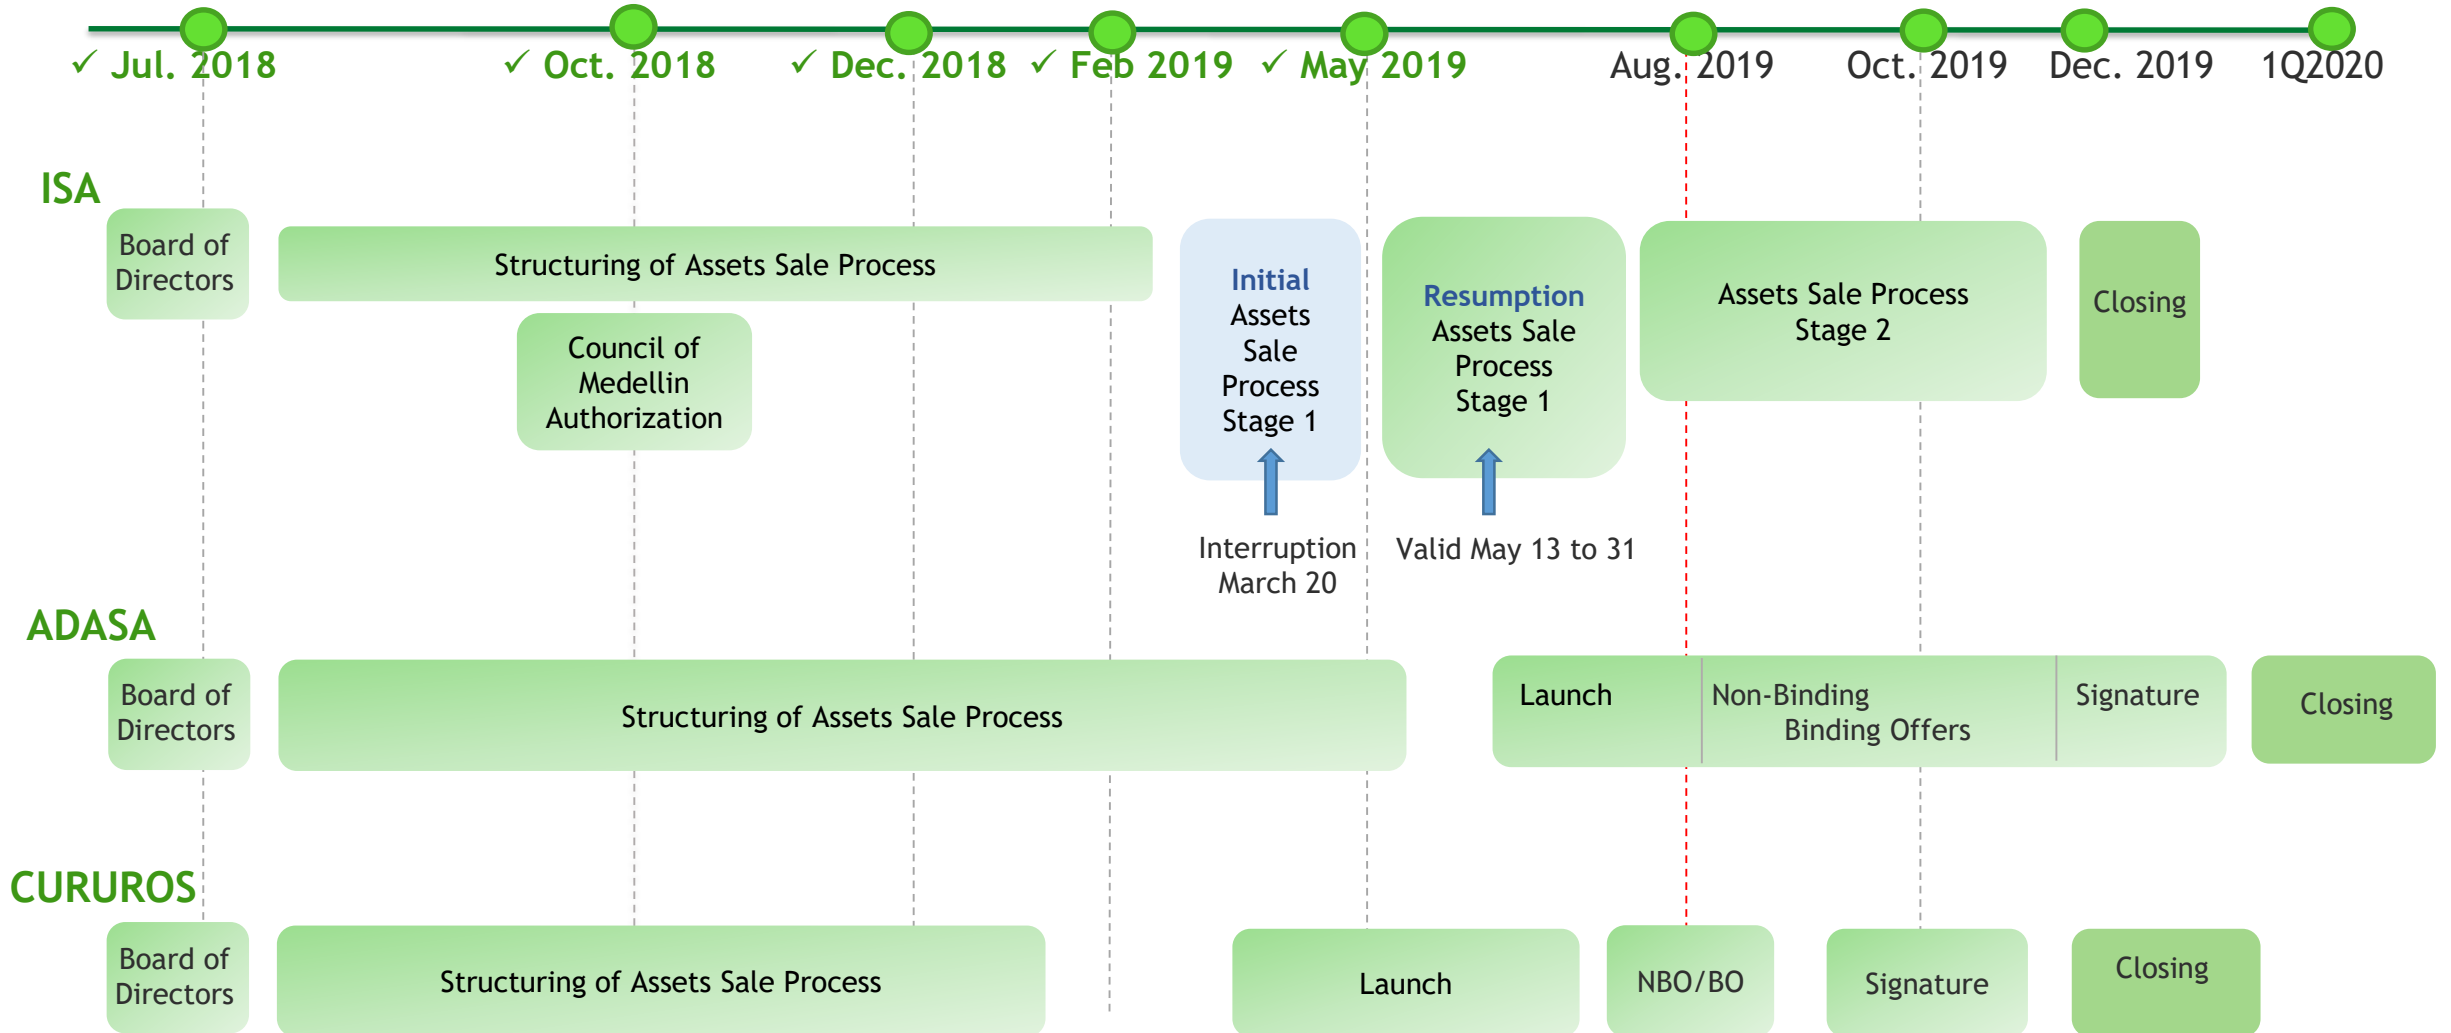 ✓ Jul. 2018
✓ Oct. 2018
✓ Dec. 2018
✓ Feb 2019
✓ May 2019
Aug. 2019
Oct. 2019
Dec. 2019
1Q2020
ISA
Board of
Directors
Structuring of Assets Sale Process
Council of
Medellin
Authorization
Initial
Assets
Sale
Process
Stage 1
Interruption
March 20
Resumption
Assets Sale
Process
Stage 1
Valid May 13 to 31
Assets Sale Process
Stage 2
Closing
ADASA
Board of
Directors
Structuring of Assets Sale Process
Launch
Non-Binding
Binding Offers
Signature
Closing
CURUROS
Board of
Directors
Structuring of Assets Sale Process
Launch
NBO/BO
Signature
Closing